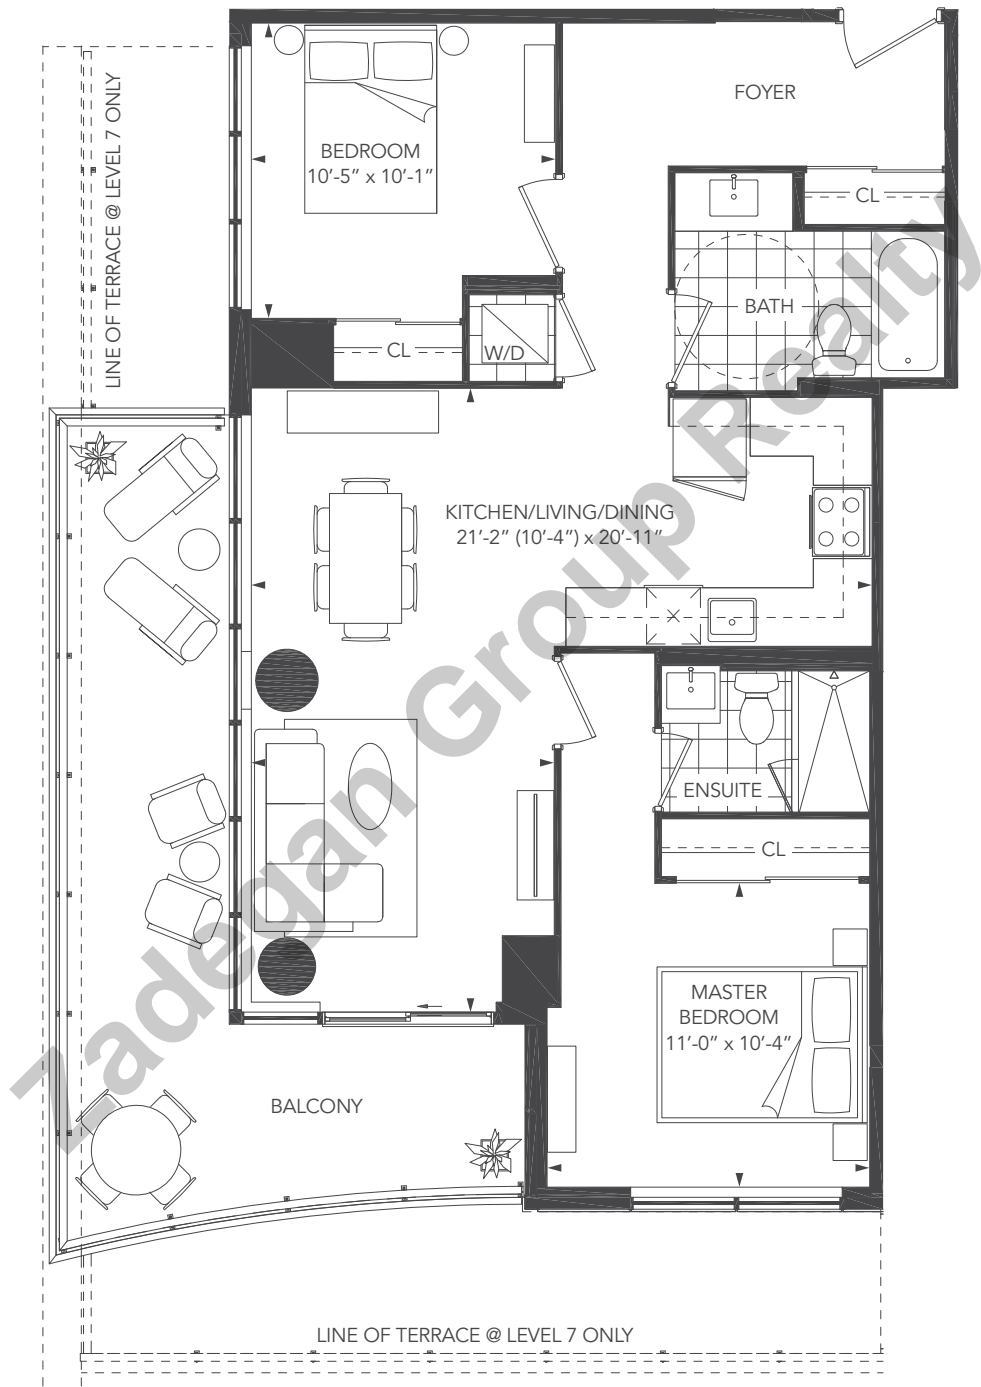 FOYER
LINE OF TERRACE @ LEVEL 7 ONLY
BEDROOM
10'-5" x 10'-1"
CL
BATH
CL
W/D
KITCHEN/LIVING/DINING
21'-2" (10'-4") x 20'-11"
ENSUITE
CL
MASTER
BEDROOM
11'-0" x 10'-4"
BALCONY
LINE OF TERRACE @ LEVEL 7 ONLY
Zadegan Group Realty